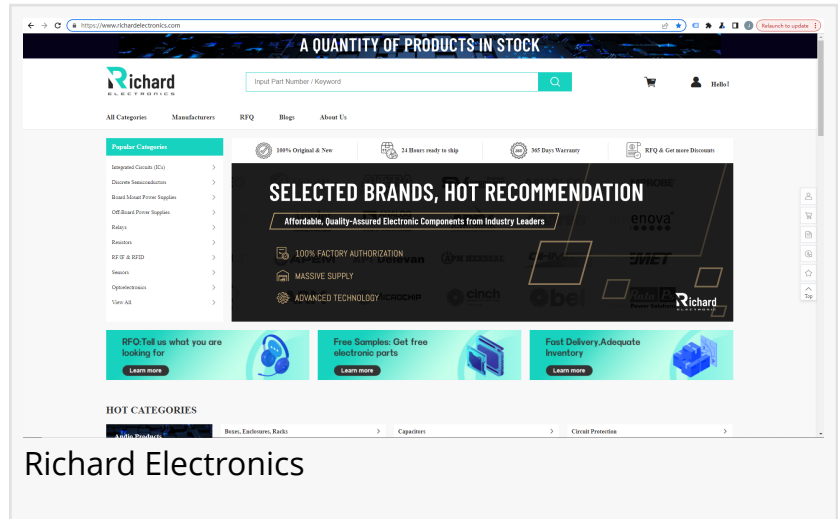 https://www.richardelectronics.com
Relaunch to update
A QUANTITY OF PRODUCTS IN STOCK
Richard
ELECTRONICS
Input Part Number / Keyword
Hello!
All Categories Manufacturers RFQ Blogs About Us
Popular Categories
100% Original & New
24 Hours ready to ship
365 Days Warranty
RFQ & Get more Discounts
Integrated Circuits (ICs)
Discrete Semiconductors
Board Mount Power Supplies
Off-Board Power Supplies
Relays
Resistors
RF/IF & RFID
Sensors
Optoelectronics
View All
SELECTED BRANDS, HOT RECOMMENDATION
Affordable, Quality-Assured Electronic Components from Industry Leaders
enova
100% FACTORY AUTHORIZATION
MASSIVE SUPPLY
ADVANCED TECHNOLOGY
MICROCHIP
cinch
bel
Richard
ELECTRONICS
Top
RFQ:Tell us what you are
looking for
Learn more
Free Samples: Get free
electronic parts
Learn more
Fast Delivery,Adequate
Inventory
Learn more
HOT CATEGORIES
Audio Products
Boxes, Enclosures, Racks
Capacitors
Circuit Protection
Richard Electronics